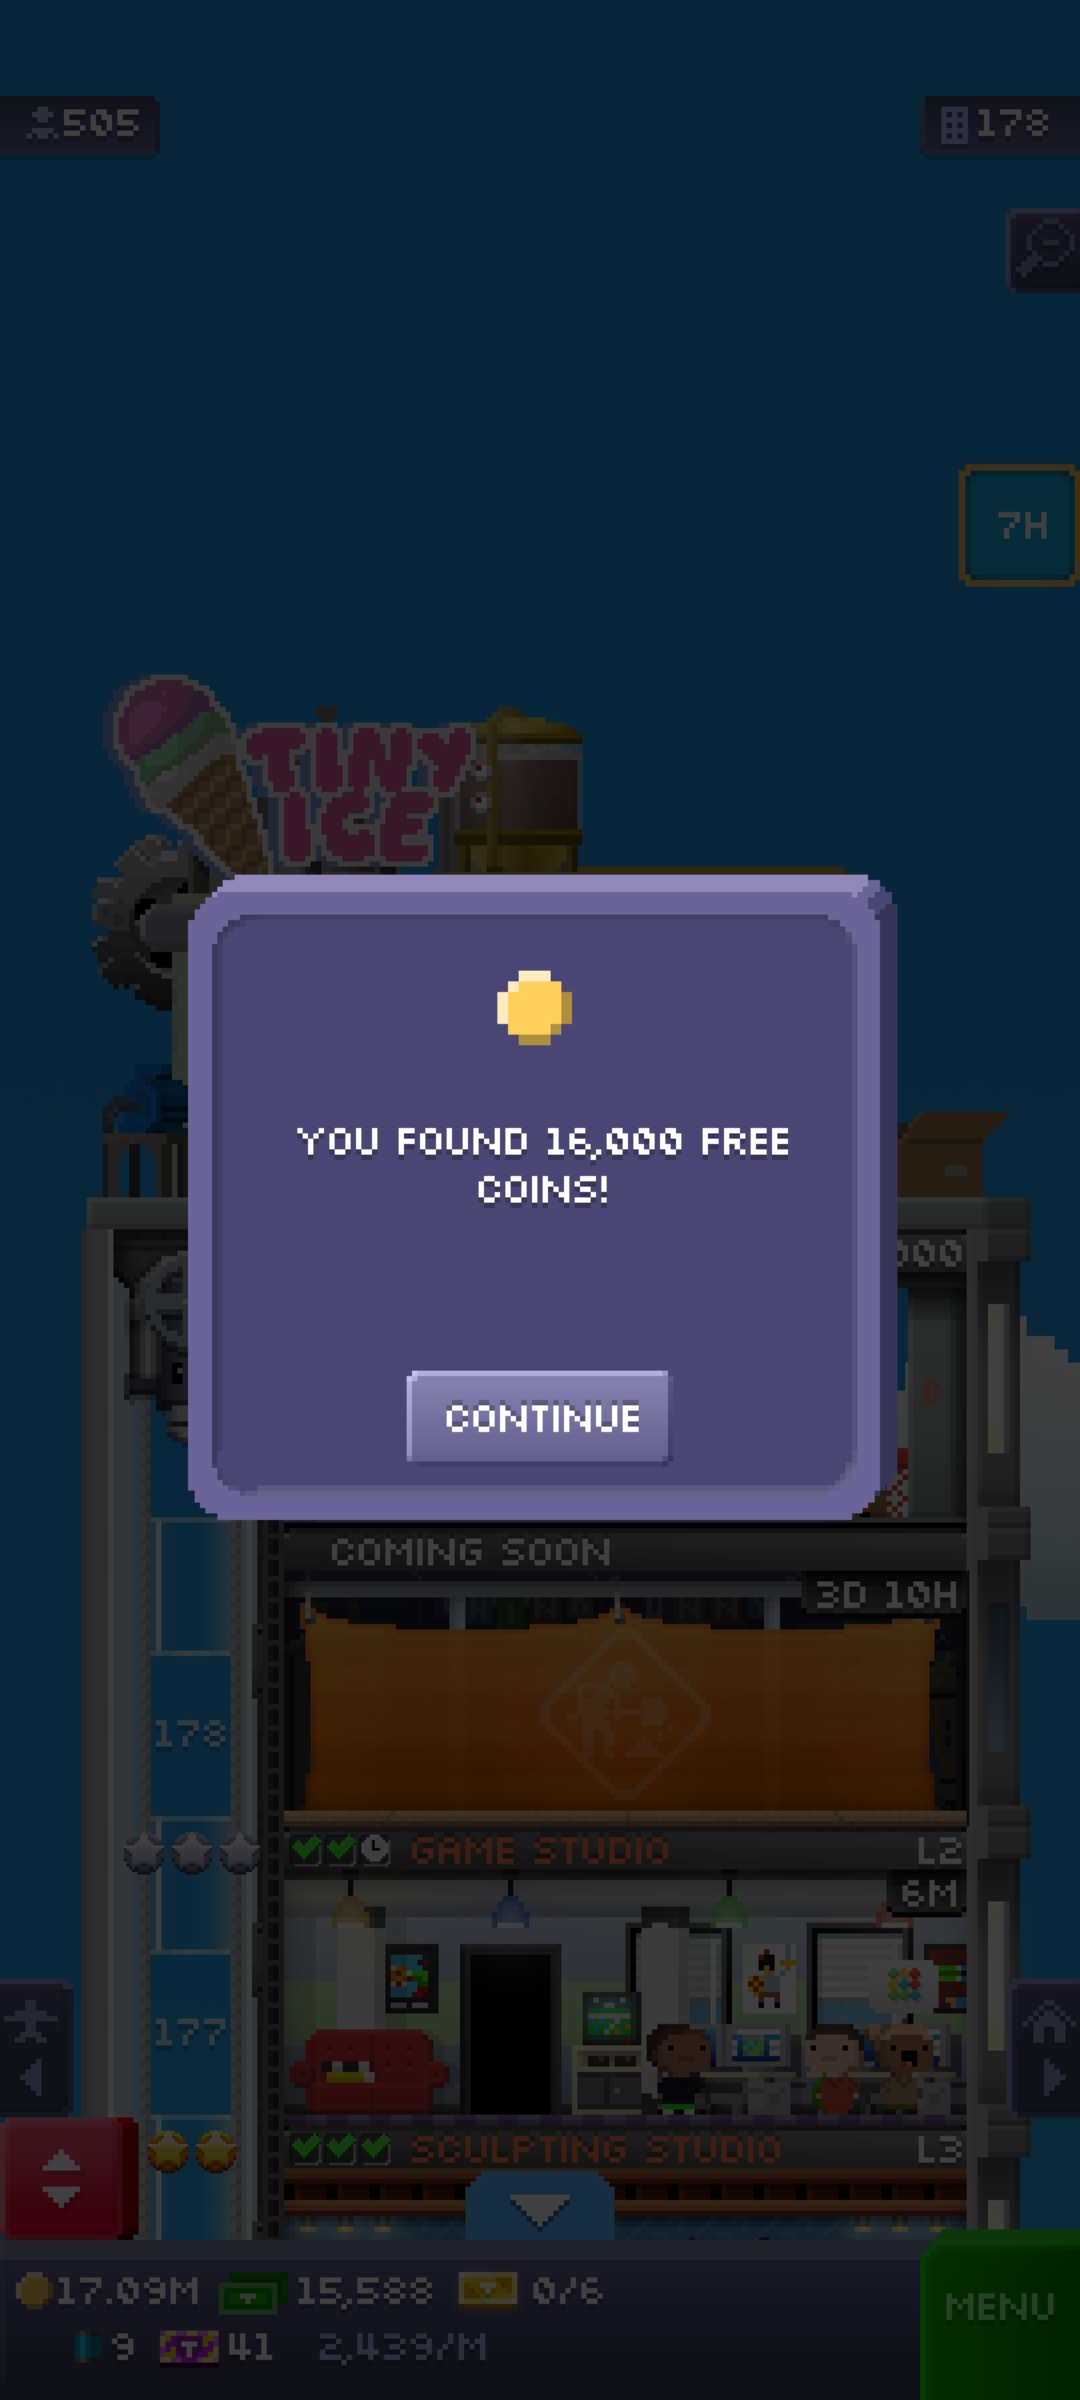 505
178
7H
TINY
ICE
YOU FOUND 16,000 FREE
COINS!
000
CONTINUE
COMING SOON
3D 10H
178
GAME STUDIO L2
6M
177
SCULPTING STUDIO L3
17.09M 15,588 0/6
MENU
9 41 2,439/M